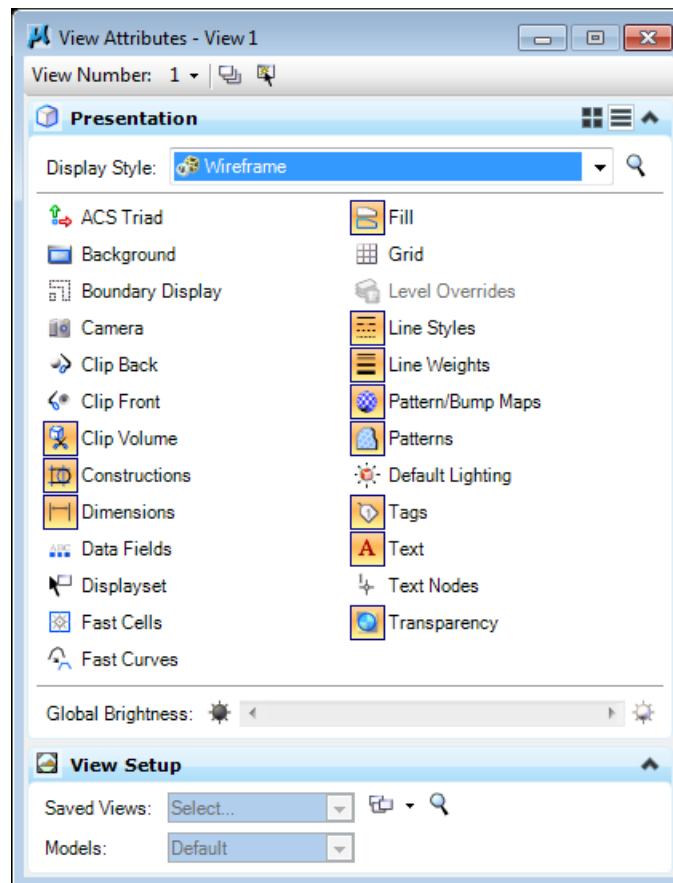 View Attributes - View 1
View Number: 1
Presentation
Display Style: Wireframe
ACS Triad
Background
Boundary Display
Camera
Clip Back
Clip Front
Clip Volume
Constructions
Dimensions
Data Fields
Displayset
Fast Cells
Fast Curves
Fill
Grid
Level Overrides
Line Styles
Line Weights
Pattern/Bump Maps
Patterns
Default Lighting
Tags
Text
Text Nodes
Transparency
Global Brightness:
View Setup
Saved Views: Select...
Models: Default